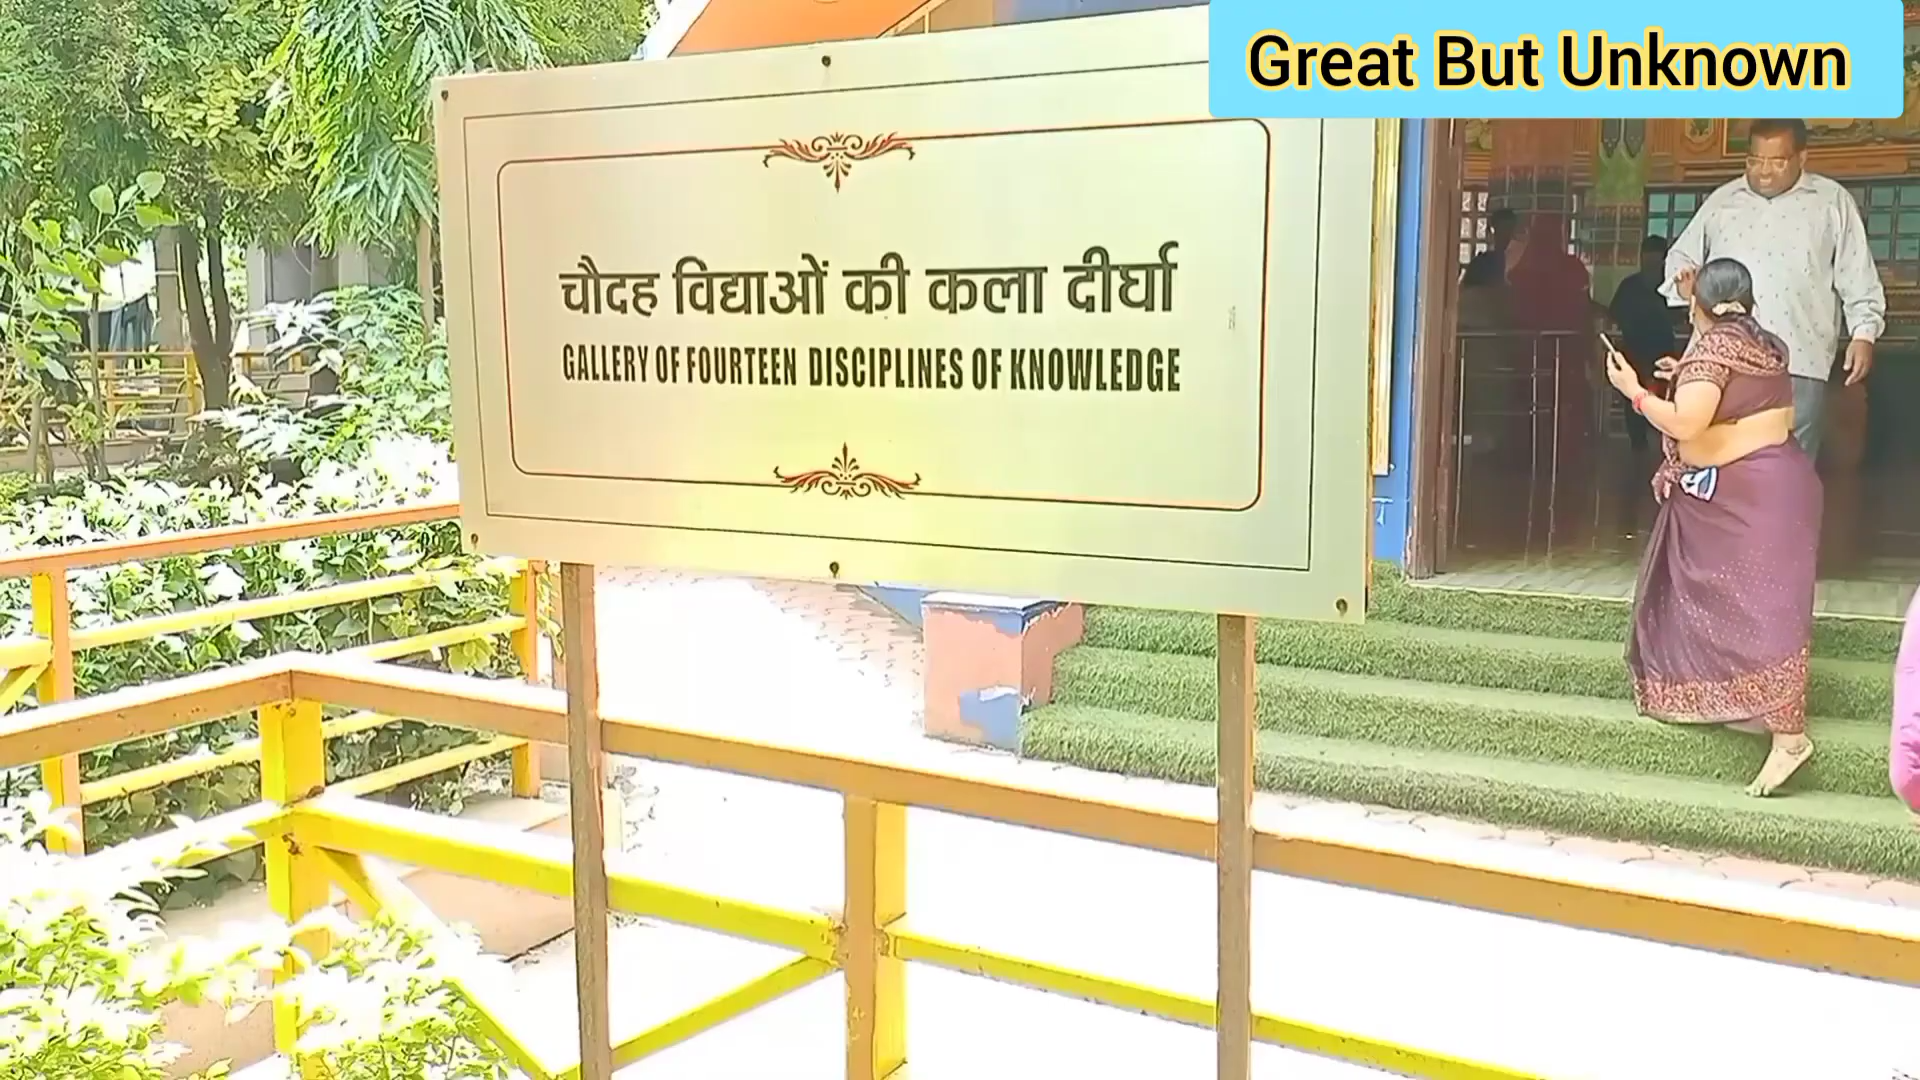 Great But Unknown
चौदह विद्याओं की कला दीर्घा
GALLERY OF FOURTEEN DISCIPLINES OF KNOWLEDGE